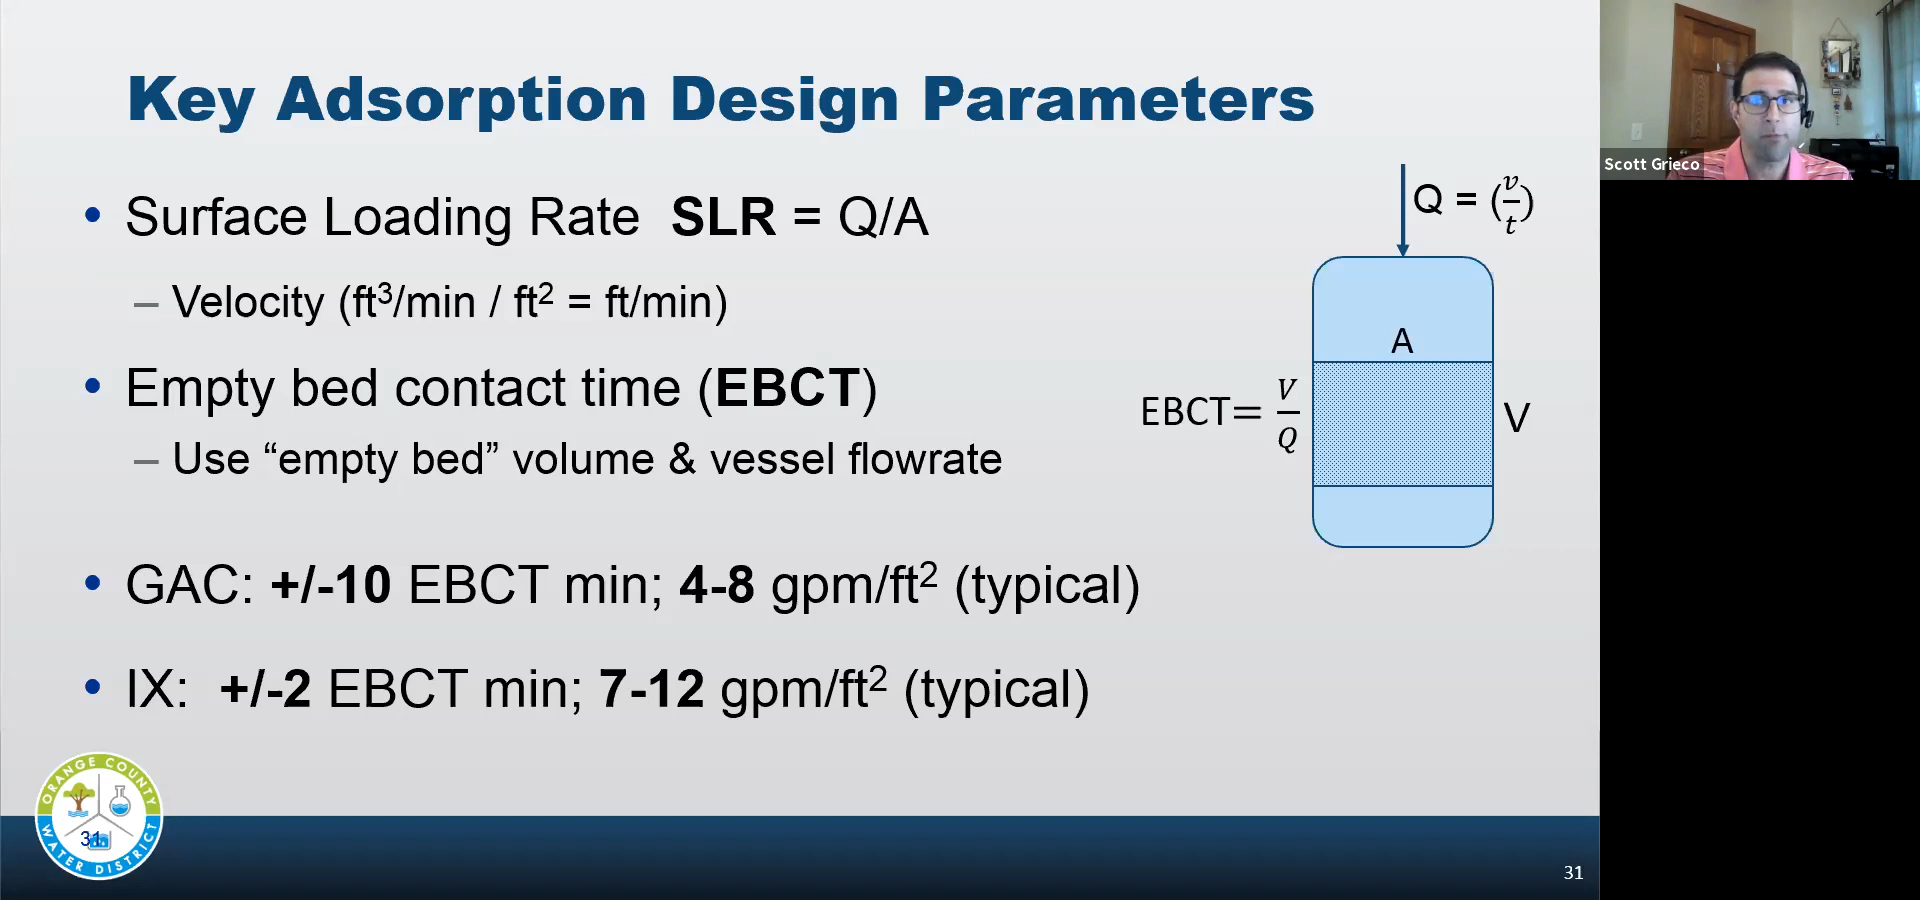 Key Adsorption Design Parameters
• Surface Loading Rate SLR = Q/A
– Velocity (ft³/min / ft² = ft/min)
• Empty bed contact time (EBCT)
– Use “empty bed” volume & vessel flowrate
• GAC: +/-10 EBCT min; 4-8 gpm/ft² (typical)
• IX: +/-2 EBCT min; 7-12 gpm/ft² (typical)
Q = (v/t)
A
EBCT= V/Q
V
ORANGE COUNTY
WATER DISTRICT
31
31
Scott Grieco